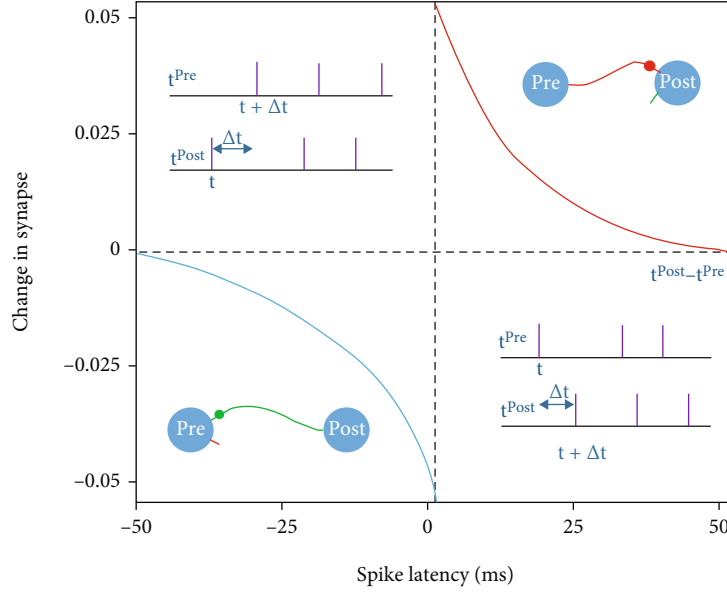 0.05
0.025
0
−0.025
−0.05
Change in synapse
−50
−25
0
25
50
Spike latency (ms)
t^Pre
t + Δt
t^Post
Δt
t
Pre
Post
t^Post−t^Pre
t^Pre
t
t^Post
Δt
t + Δt
Pre
Post